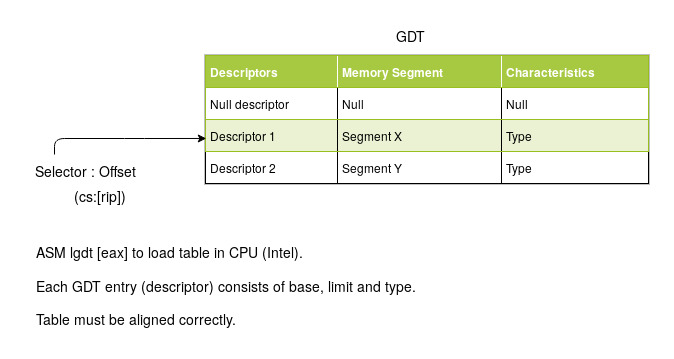 GDT
Descriptors Memory Segment Characteristics
Null descriptor Null Null
Descriptor 1 Segment X Type
Descriptor 2 Segment Y Type
Selector : Offset
(cs:[rip])
ASM lgdt [eax] to load table in CPU (Intel).
Each GDT entry (descriptor) consists of base, limit and type.
Table must be aligned correctly.